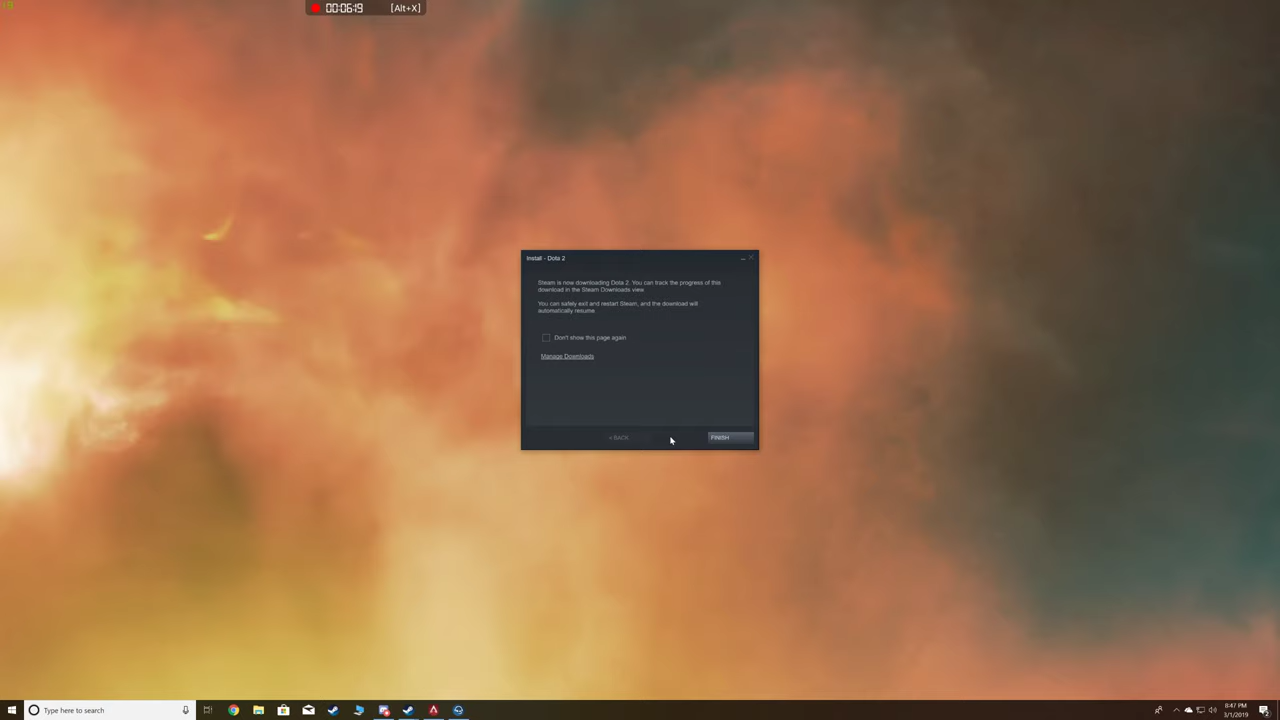 00:06:19 [Alt+X]
Install - Dota 2
Steam is now downloading Dota 2. You can track the progress of this
download in the Steam Downloads view.
You can safely exit and restart Steam, and the download will
automatically resume.
Don't show this page again
Manage Downloads
< BACK
FINISH
Type here to search
8:47 PM
3/1/2019